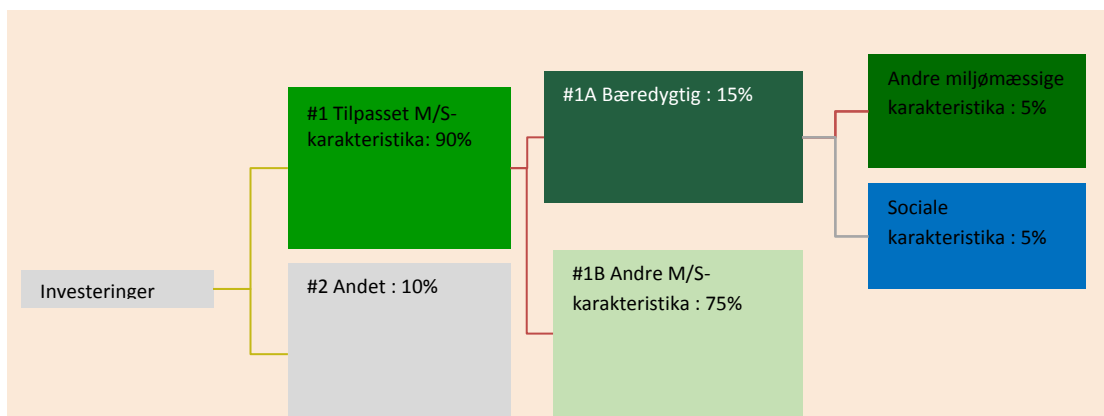 Investeringer
#1 Tilpasset M/S-
karakteristika: 90%
#2 Andet : 10%
#1A Bæredygtig : 15%
#1B Andre M/S-
karakteristika : 75%
Andre miljømæssige
karakteristika : 5%
Sociale
karakteristika : 5%